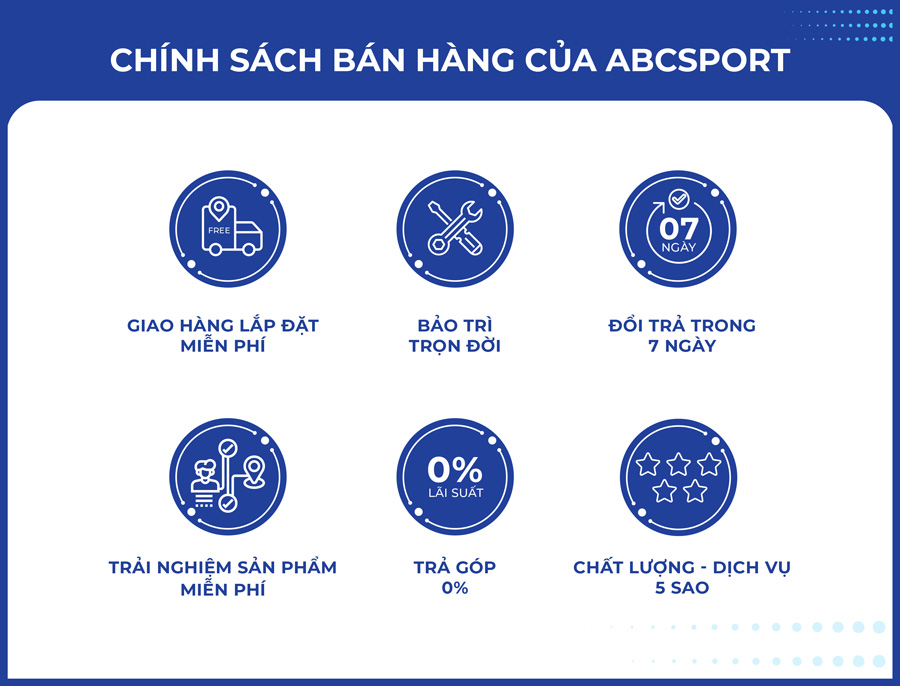 CHÍNH SÁCH BÁN HÀNG CỦA ABCSPORT
FREE
07
NGÀY
GIAO HÀNG LẮP ĐẶT
MIỄN PHÍ
BẢO TRÌ
TRỌN ĐỜI
ĐỔI TRẢ TRONG
7 NGÀY
0%
LÃI SUẤT
TRẢI NGHIỆM SẢN PHẨM
MIỄN PHÍ
TRẢ GÓP
0%
CHẤT LƯỢNG - DỊCH VỤ
5 SAO